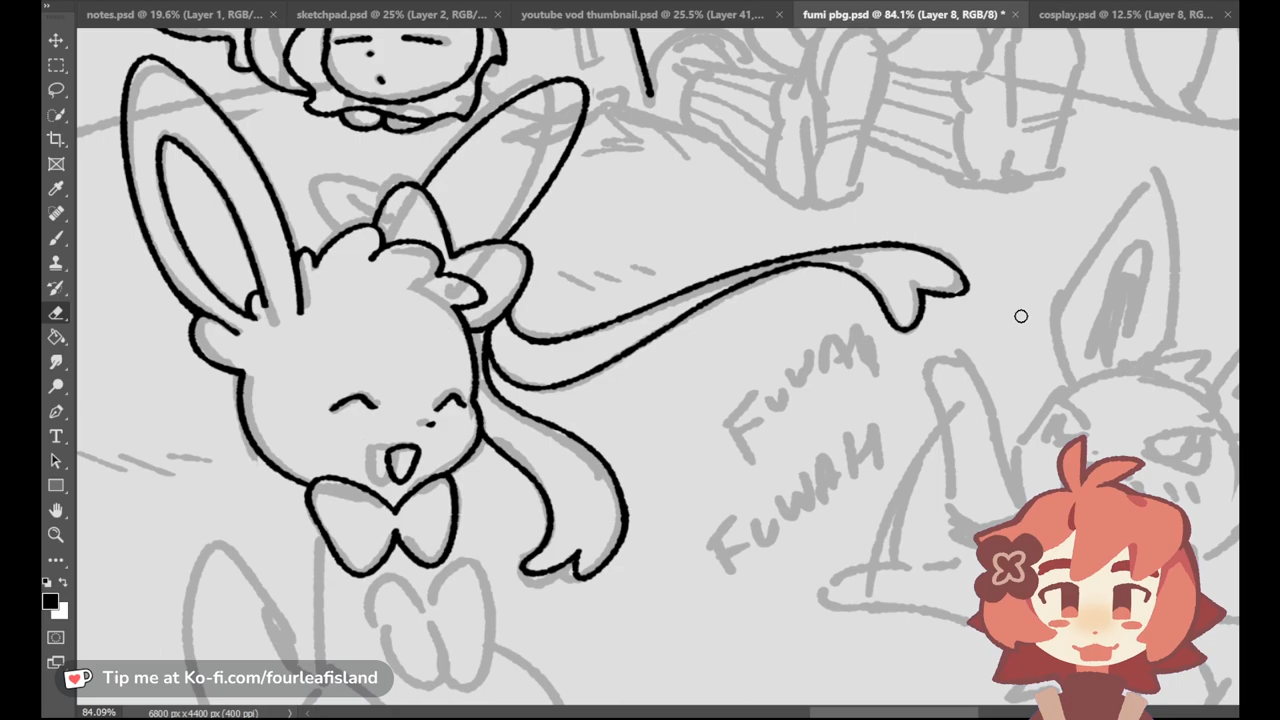 notes.psd @ 19.6% (Layer 1, RGB/...
sketchpad.psd @ 25% (Layer 2, RGB/...
youtube vod thumbnail.psd @ 25.5% (Layer 41,...
fumi pbg.psd @ 84.1% (Layer 8, RGB/8) *
cosplay.psd @ 12.5% (Layer 8, RG...
FUWAH
FUWAH
Tip me at Ko-fi.com/fourleafisland
84.09%
6800 px x 4400 px (400 ppi)